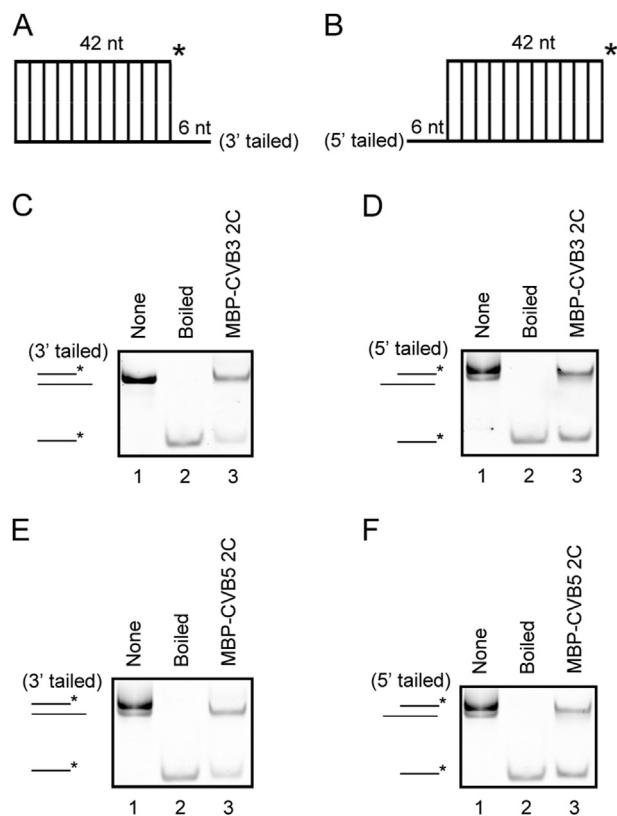 A
42 nt
*
6 nt
(3' tailed)
B
42 nt
*
6 nt
(5' tailed)
C
None
Boiled
MBP-CVB3 2C
(3' tailed)
*
*
1 2 3
D
None
Boiled
MBP-CVB3 2C
(5' tailed)
*
*
1 2 3
E
None
Boiled
MBP-CVB5 2C
(3' tailed)
*
*
1 2 3
F
None
Boiled
MBP-CVB5 2C
(5' tailed)
*
*
1 2 3